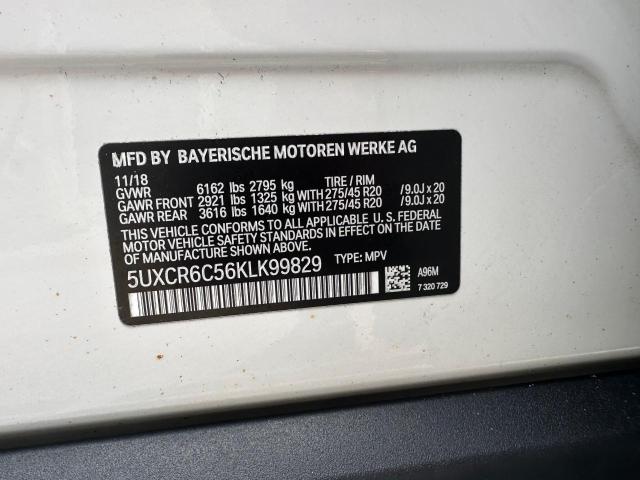 MFD BY BAYERISCHE MOTOREN WERKE AG
11/18 TIRE / RIM
GVWR 6162 lbs 2795 kg
GAWR FRONT 2921 lbs 1325 kg WITH 275/45 R20 /9.0J x 20
GAWR REAR 3616 lbs 1640 kg WITH 275/45 R20 /9.0J x 20
THIS VEHICLE CONFORMS TO ALL APPLICABLE U. S. FEDERAL
MOTOR VEHICLE SAFETY STANDARDS IN EFFECT ON THE DATE
OF MANUFACTURE SHOWN ABOVE.
5UXCR6C56KLK99829 TYPE: MPV
A96M
7 320 729